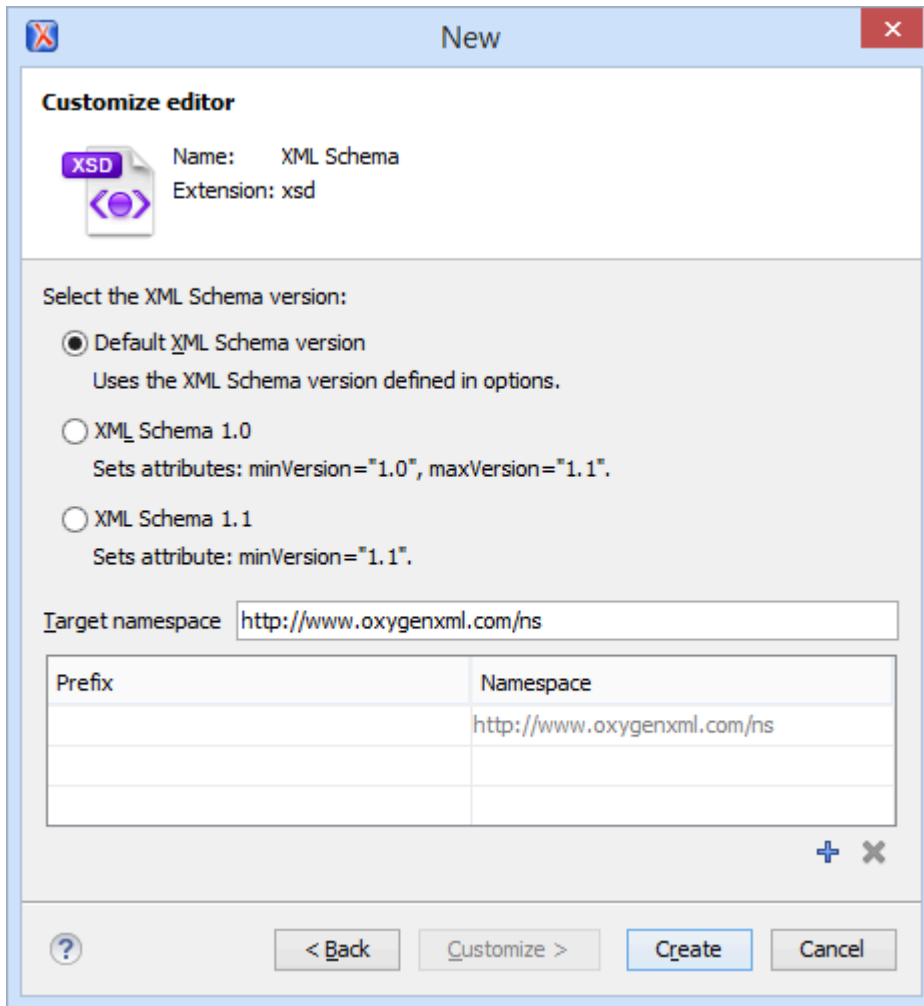 New
Customize editor
XSD
Name: XML Schema
Extension: xsd
Select the XML Schema version:
Default XML Schema version
Uses the XML Schema version defined in options.
XML Schema 1.0
Sets attributes: minVersion="1.0", maxVersion="1.1".
XML Schema 1.1
Sets attribute: minVersion="1.1".
Target namespace http://www.oxygenxml.com/ns
Prefix Namespace
http://www.oxygenxml.com/ns
? < Back Customize > Create Cancel